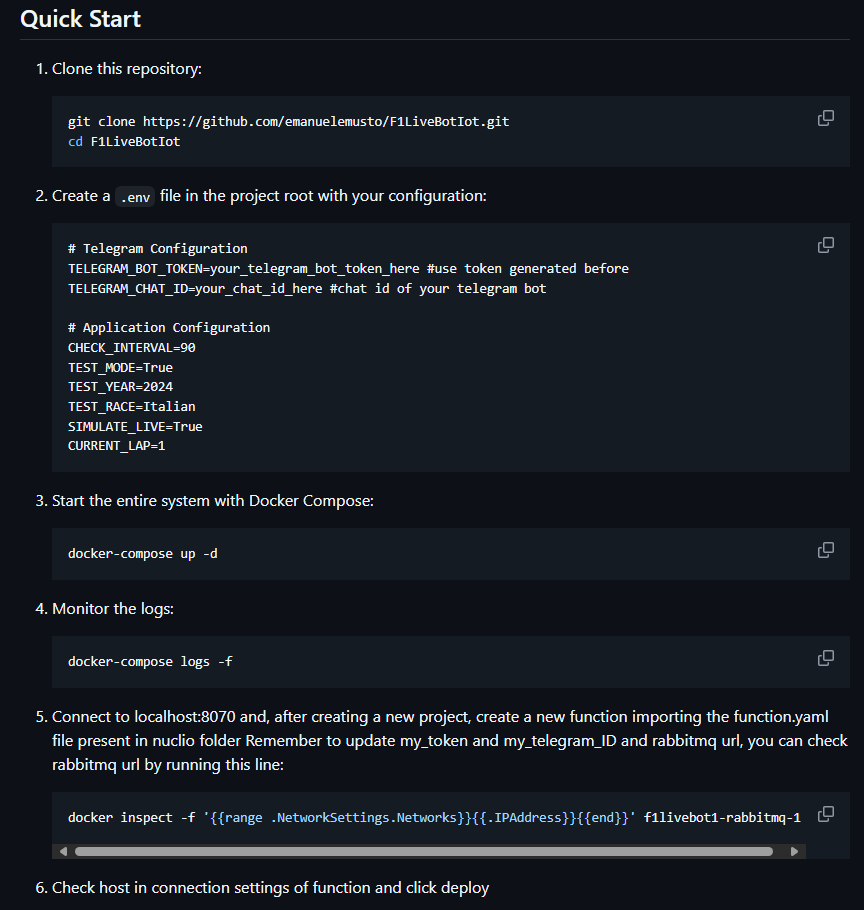 Quick Start
1. Clone this repository:
git clone https://github.com/emanuelemusto/F1LiveBotIot.git
cd F1LiveBotIot
2. Create a .env file in the project root with your configuration:
# Telegram Configuration
TELEGRAM_BOT_TOKEN=your_telegram_bot_token_here #use token generated before
TELEGRAM_CHAT_ID=your_chat_id_here #chat id of your telegram bot
# Application Configuration
CHECK_INTERVAL=90
TEST_MODE=True
TEST_YEAR=2024
TEST_RACE=Italian
SIMULATE_LIVE=True
CURRENT_LAP=1
3. Start the entire system with Docker Compose:
docker-compose up -d
4. Monitor the logs:
docker-compose logs -f
5. Connect to localhost:8070 and, after creating a new project, create a new function importing the function.yaml
file present in nuclio folder Remember to update my_token and my_telegram_ID and rabbitmq url, you can check
rabbitmq url by running this line:
docker inspect -f '{{range .NetworkSettings.Networks}}{{.IPAddress}}{{end}}' f1livebot1-rabbitmq-1
6. Check host in connection settings of function and click deploy